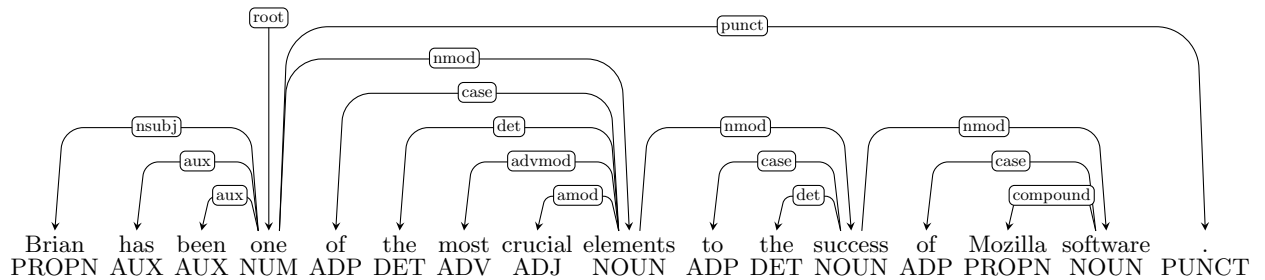 root
punct
nmod
case
nsubj det nmod nmod
aux advmod case case
aux amod det compound
Brian has been one of the most crucial elements to the success of Mozilla software .
PROPN AUX AUX NUM ADP DET ADV ADJ NOUN ADP DET NOUN ADP PROPN NOUN PUNCT